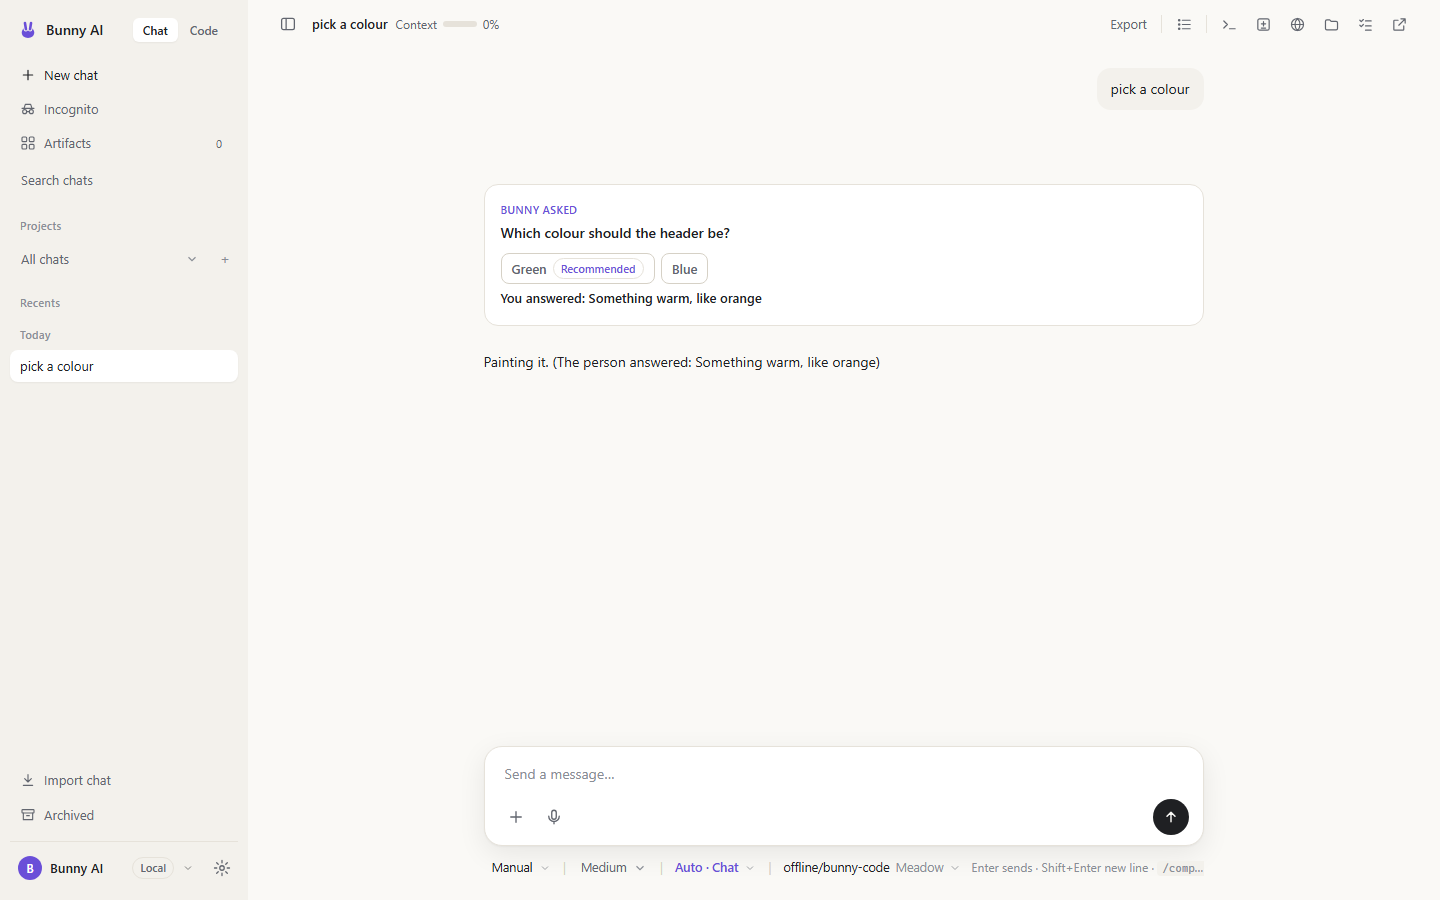 Bunny AI
Chat
Code
New chat
Incognito
Artifacts
0
Search chats
Projects
All chats
+
Recents
Today
pick a colour
Import chat
Archived
B
Bunny AI
Local
pick a colour
Context
0%
Export
pick a colour
BUNNY ASKED
Which colour should the header be?
Green
Recommended
Blue
You answered: Something warm, like orange
Painting it. (The person answered: Something warm, like orange)
Send a message...
Manual
Medium
Auto · Chat
offline/bunny-code Meadow
Enter sends · Shift+Enter new line · /comp...